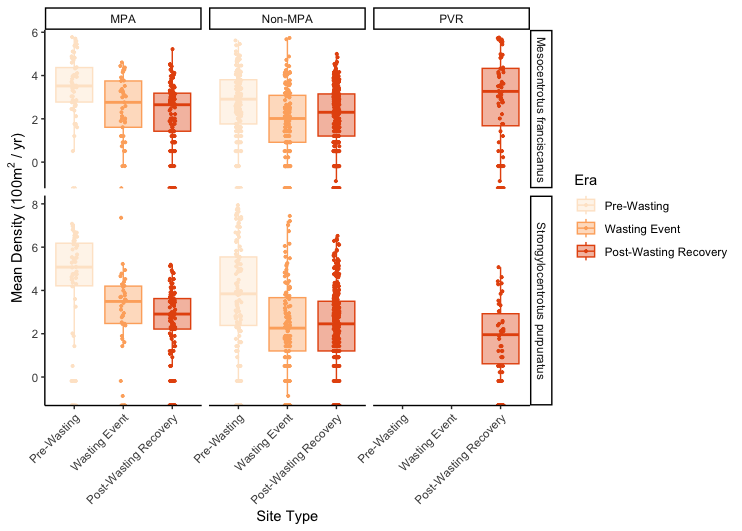 MPA
Non-MPA
PVR
Mean Density (100m² / yr)
6
4
2
0
Mesocentrotus franciscanus
8
6
4
2
0
Strongylocentrotus purpuratus
Pre-Wasting
Wasting Event
Post-Wasting Recovery
Pre-Wasting
Wasting Event
Post-Wasting Recovery
Pre-Wasting
Wasting Event
Post-Wasting Recovery
Site Type
Era
Pre-Wasting
Wasting Event
Post-Wasting Recovery